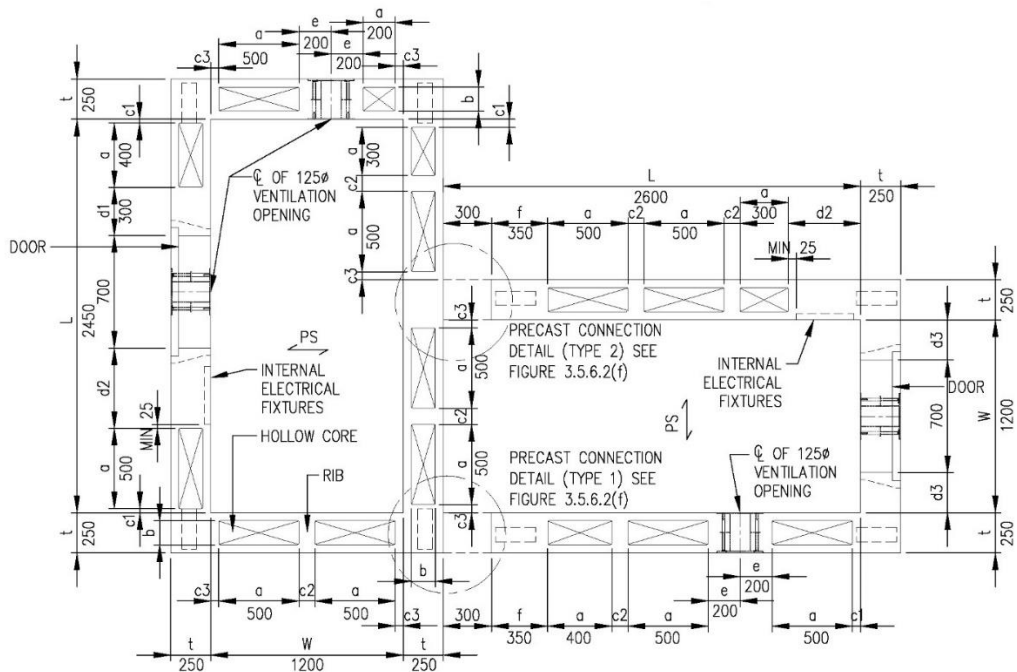 a
e
200
a
200
e
200
500
c3
c3
t
250
c1
b
c1
a
400
a
300
c2
d1
300
℄ OF 125ø
VENTILATION
OPENING
L
2600
t
250
a
500
300
f
350
a
500
c2
a
500
c2
a
300
d2
DOOR
MIN 25
c3
t
250
L
2450
700
c3
PRECAST CONNECTION
DETAIL (TYPE 2) SEE
FIGURE 3.5.6.2(f)
d3
PS
a
500
INTERNAL
ELECTRICAL
FIXTURES
INTERNAL
ELECTRICAL
FIXTURES
DOOR
d2
PS
W
1200
700
MIN 25
c2
HOLLOW CORE
℄ OF 125ø
VENTILATION
OPENING
a
500
RIB
a
500
PRECAST CONNECTION
DETAIL (TYPE 1) SEE
FIGURE 3.5.6.2(f)
d3
c1
c3
t
250
b
t
250
b
e
200
e
200
c3
a
500
c2
a
500
c3
300
f
350
a
400
c2
a
500
a
500
c1
t
250
W
1200
t
250